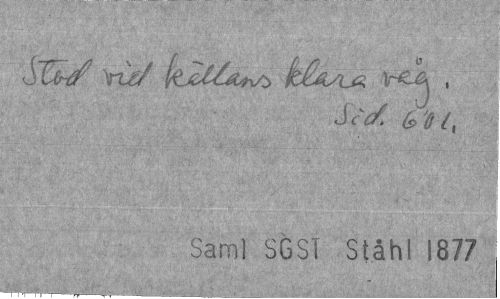 Stod vid källans klara våg.
Sid. 601.
Saml SGST Ståhl 1877